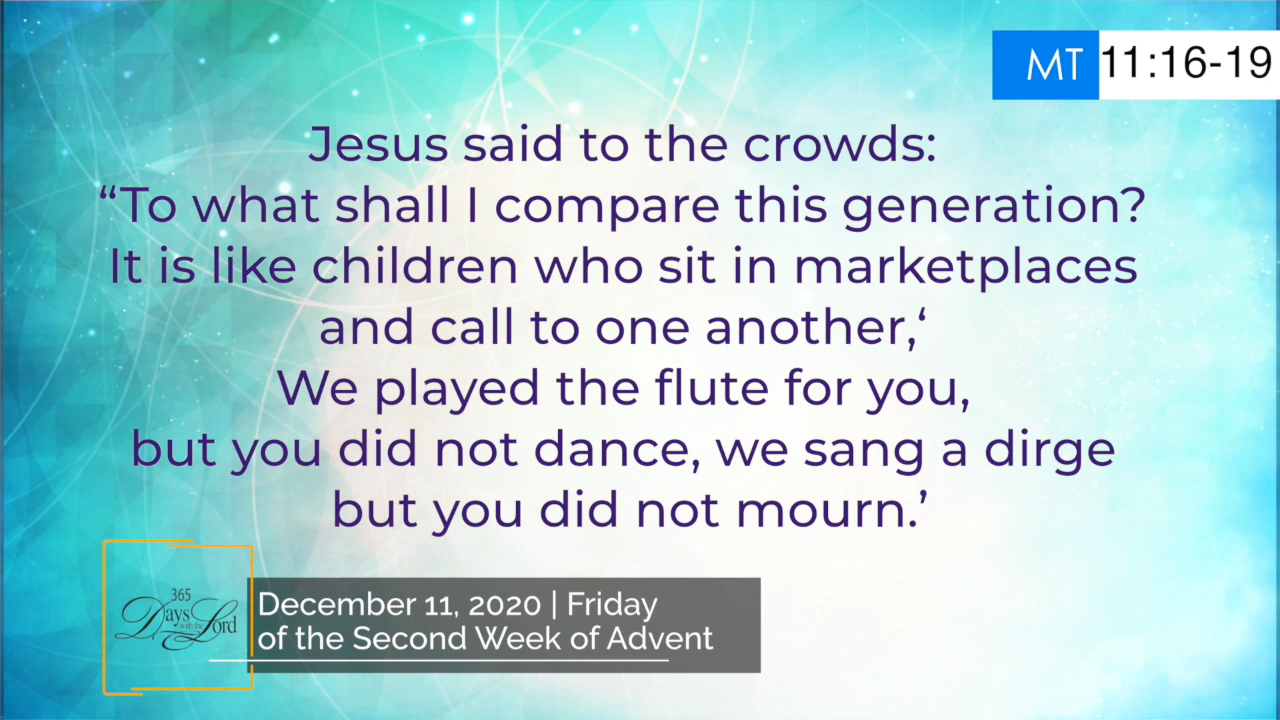 MT 11:16-19
Jesus said to the crowds:
“To what shall I compare this generation?
It is like children who sit in marketplaces
and call to one another,‘
We played the flute for you,
but you did not dance, we sang a dirge
but you did not mourn.’
365
Days with the Lord
December 11, 2020 | Friday
of the Second Week of Advent